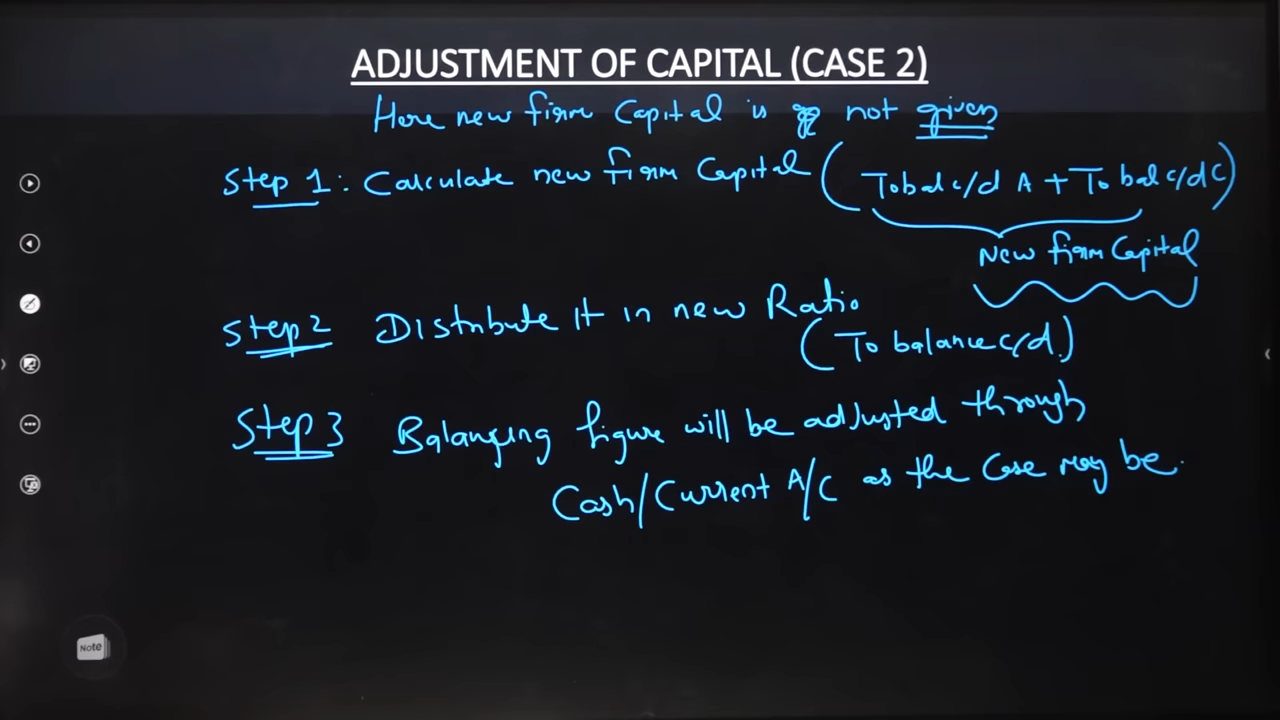 ADJUSTMENT OF CAPITAL (CASE 2)
Here new firm Capital is not given
Step 1: Calculate new firm Capital (To bal c/d A + To bal c/d C)
New firm Capital
Step 2 Distribute it in new Ratio
(To balance c/d.)
Step 3 Balancing figure will be adjusted through
Cash/Current A/C as the Case may be.
Note